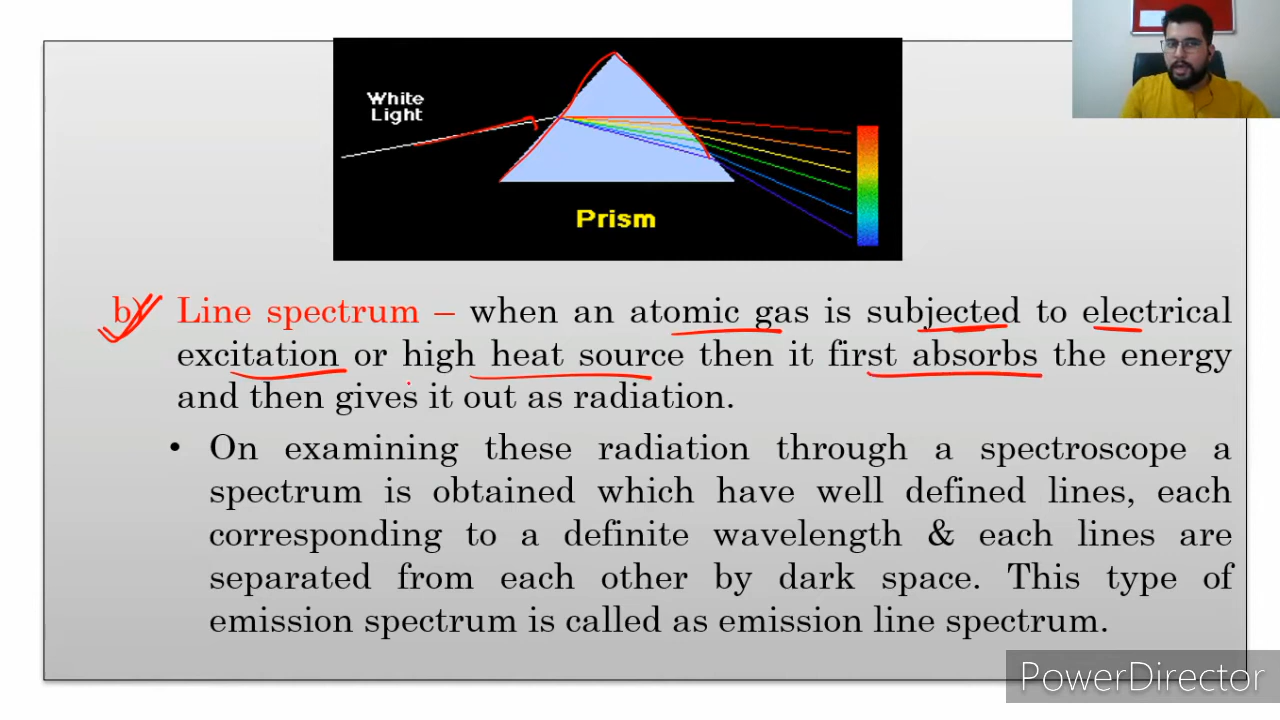 White
Light
Prism
b) Line spectrum – when an atomic gas is subjected to electrical
excitation or high heat source then it first absorbs the energy
and then gives it out as radiation.
• On examining these radiation through a spectroscope a
spectrum is obtained which have well defined lines, each
corresponding to a definite wavelength & each lines are
separated from each other by dark space. This type of
emission spectrum is called as emission line spectrum.
PowerDirector